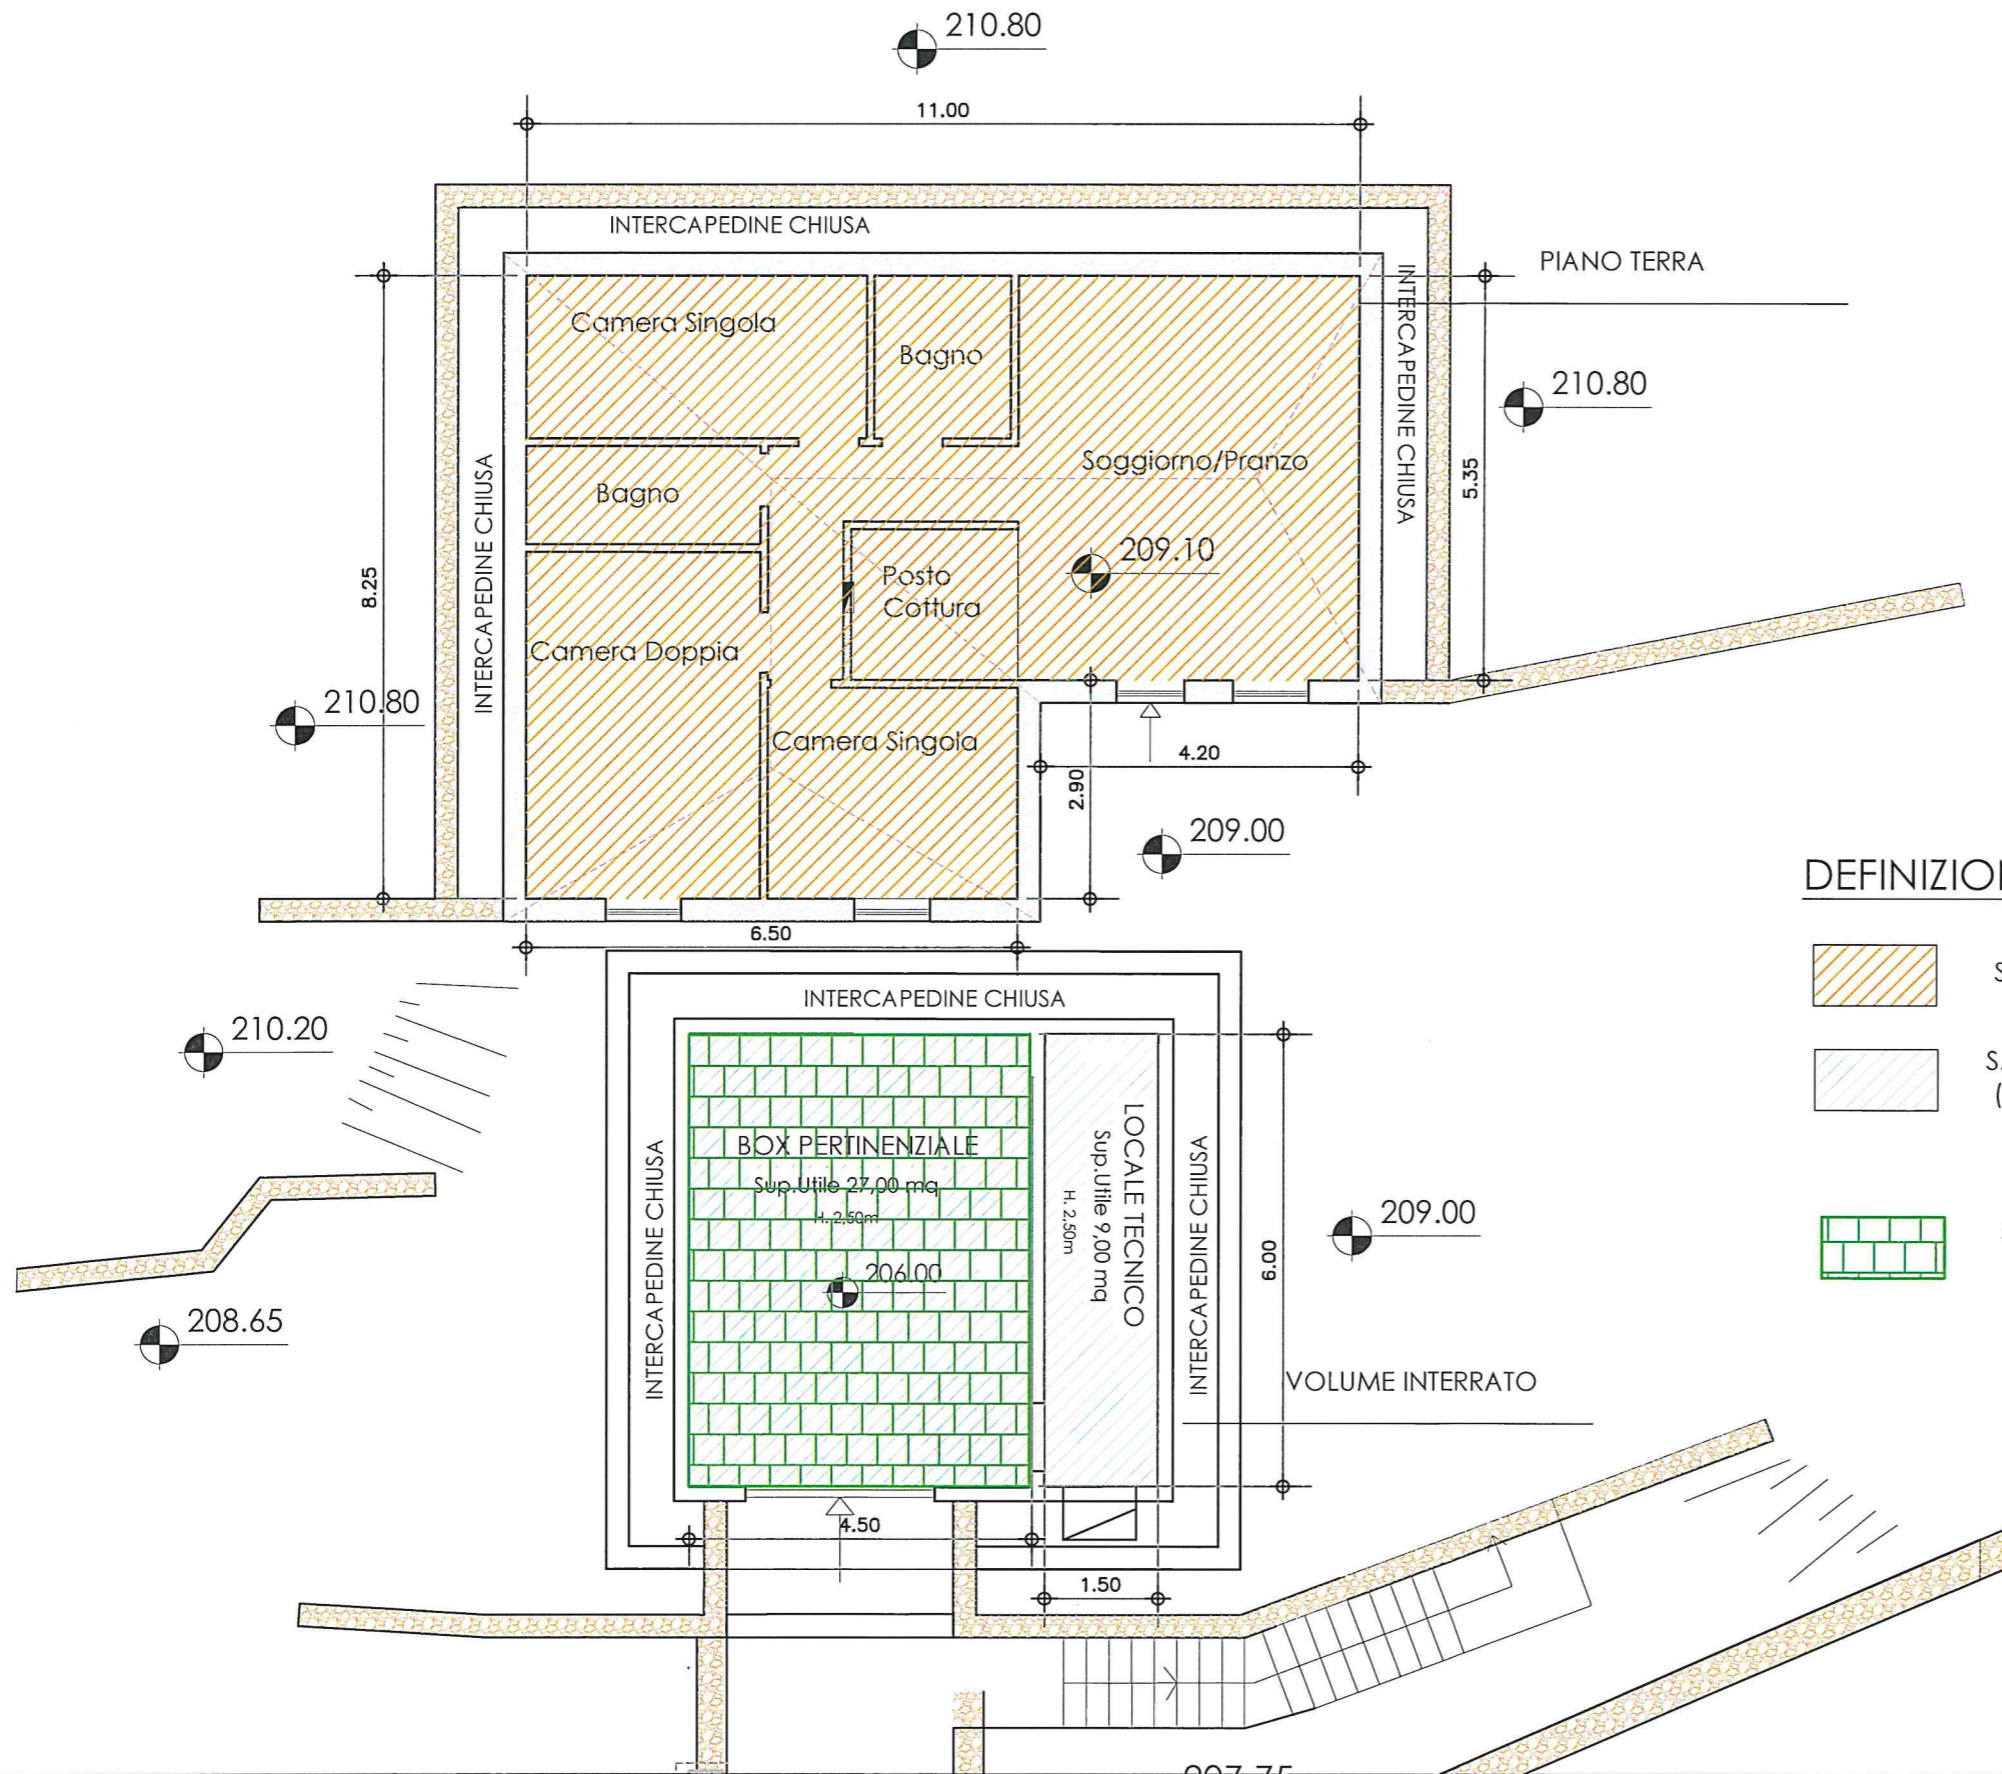 210.80
11.00
INTERCAPEDINE CHIUSA
PIANO TERRA
INTERCAPEDINE CHIUSA
Camera Singola
Bagno
210.80
Soggiorno/Pranzo
5.35
INTERCAPEDINE CHIUSA
Bagno
209.10
8.25
Posto
Cottura
Camera Doppia
210.80
Camera Singola
4.20
2.90
209.00
DEFINIZIO
6.50
S
INTERCAPEDINE CHIUSA
210.20
S.
(
LOCALE TECNICO
Sup.Utile 9,00 mq
H. 2,50m
BOX PERTINENZIALE
Sup.Utile 27,00 mq
H. 2,50m
INTERCAPEDINE CHIUSA
INTERCAPEDINE CHIUSA
209.00
6.00
206.00
208.65
VOLUME INTERRATO
4.50
1.50